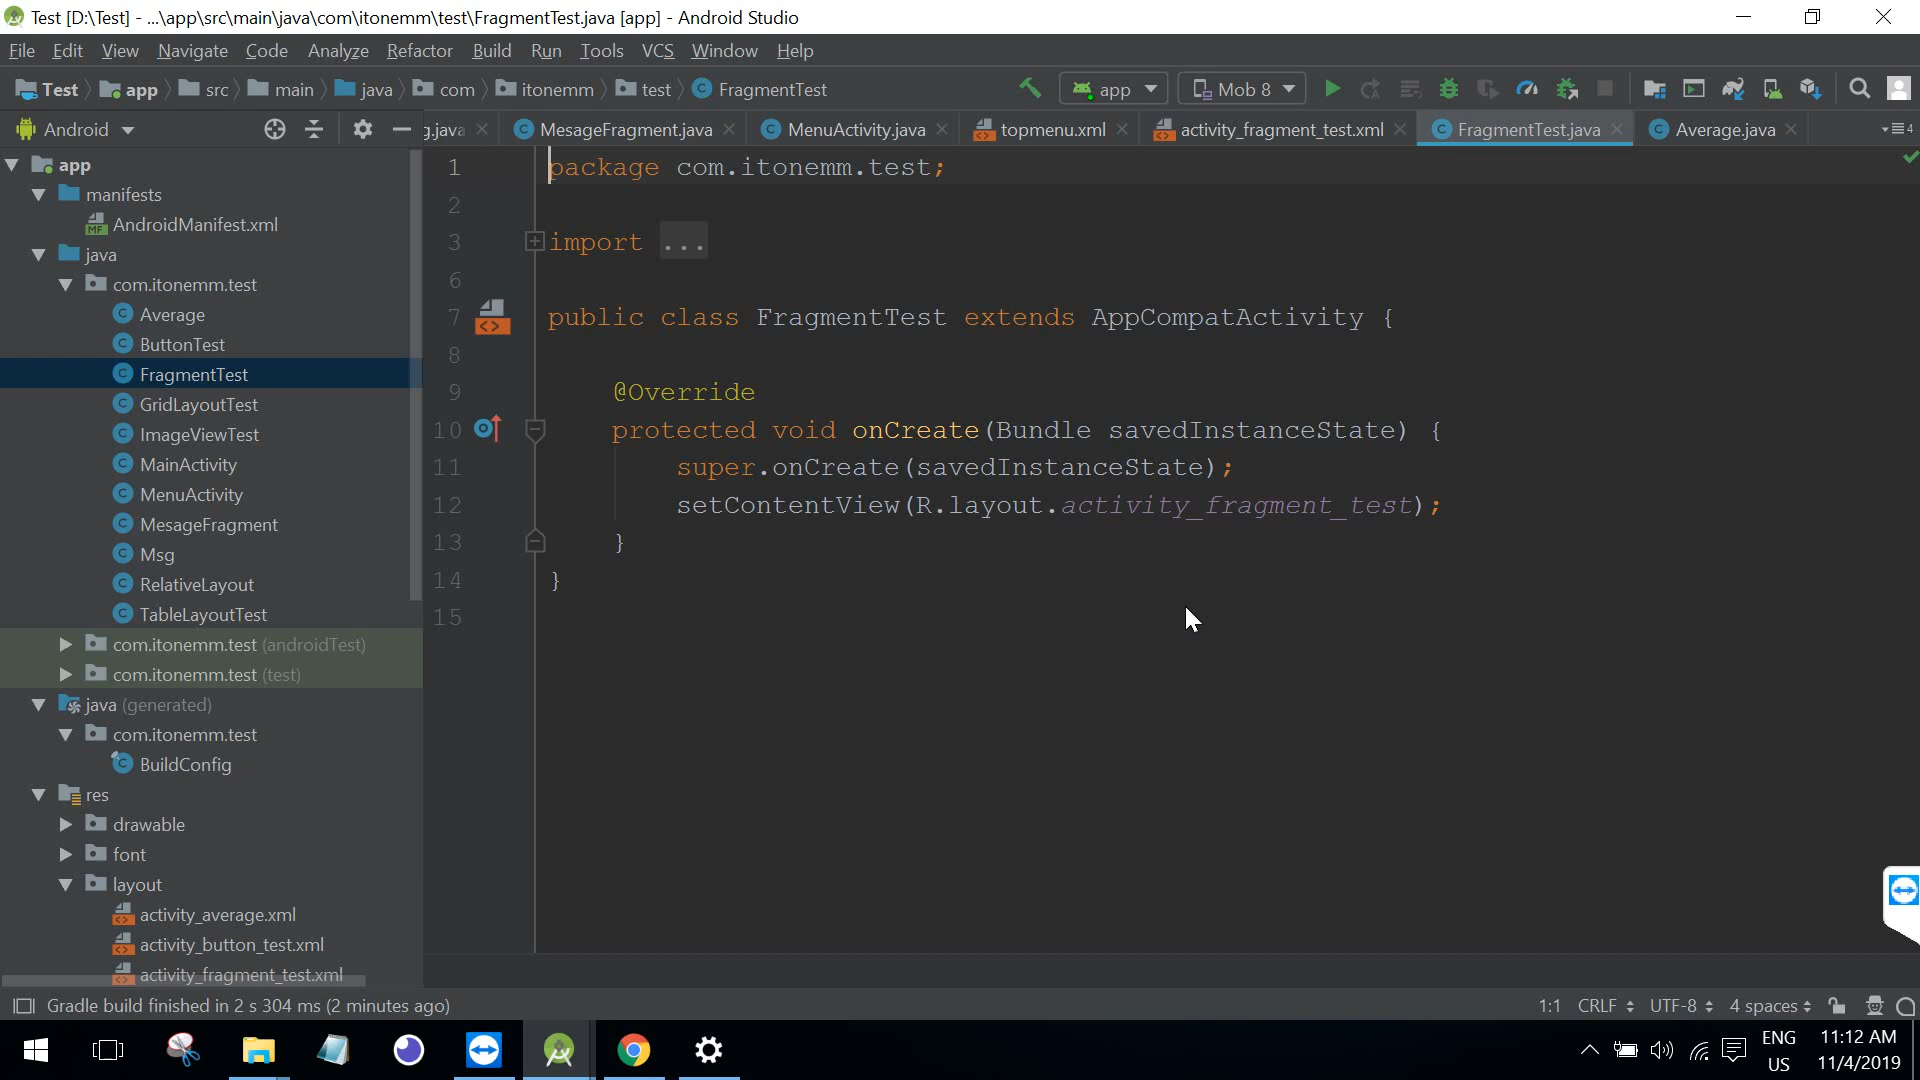 Test [D:\Test] - ...\app\src\main\java\com\itonemm\test\FragmentTest.java [app] - Android Studio
File Edit View Navigate Code Analyze Refactor Build Run Tools VCS Window Help
Test app src main java com itonemm test FragmentTest app Mob 8
Android g.java MesageFragment.java MenuActivity.java topmenu.xml activity_fragment_test.xml FragmentTest.java Average.java 4
app
manifests
AndroidManifest.xml
java
com.itonemm.test
Average
ButtonTest
FragmentTest
GridLayoutTest
ImageViewTest
MainActivity
MenuActivity
MesageFragment
Msg
RelativeLayout
TableLayoutTest
com.itonemm.test (androidTest)
com.itonemm.test (test)
java (generated)
com.itonemm.test
BuildConfig
res
drawable
font
layout
activity_average.xml
activity_button_test.xml
activity_fragment_test.xml
1 package com.itonemm.test;
2
3 import ...
6
7 public class FragmentTest extends AppCompatActivity {
8
9 @Override
10 protected void onCreate(Bundle savedInstanceState) {
11 super.onCreate(savedInstanceState);
12 setContentView(R.layout.activity_fragment_test);
13 }
14 }
15
Gradle build finished in 2 s 304 ms (2 minutes ago) 1:1 CRLF UTF-8 4 spaces
ENG 11:12 AM
US 11/4/2019